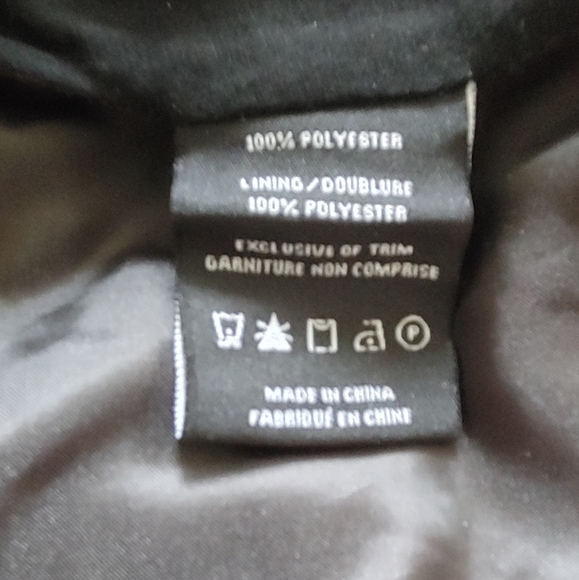 100% POLYESTER
LINING/DOUBLURE
100% POLYESTER
EXCLUSIVE OF TRIM
GARNITURE NON COMPRISE
P
MADE IN CHINA
FABRIQUÉ EN CHINE